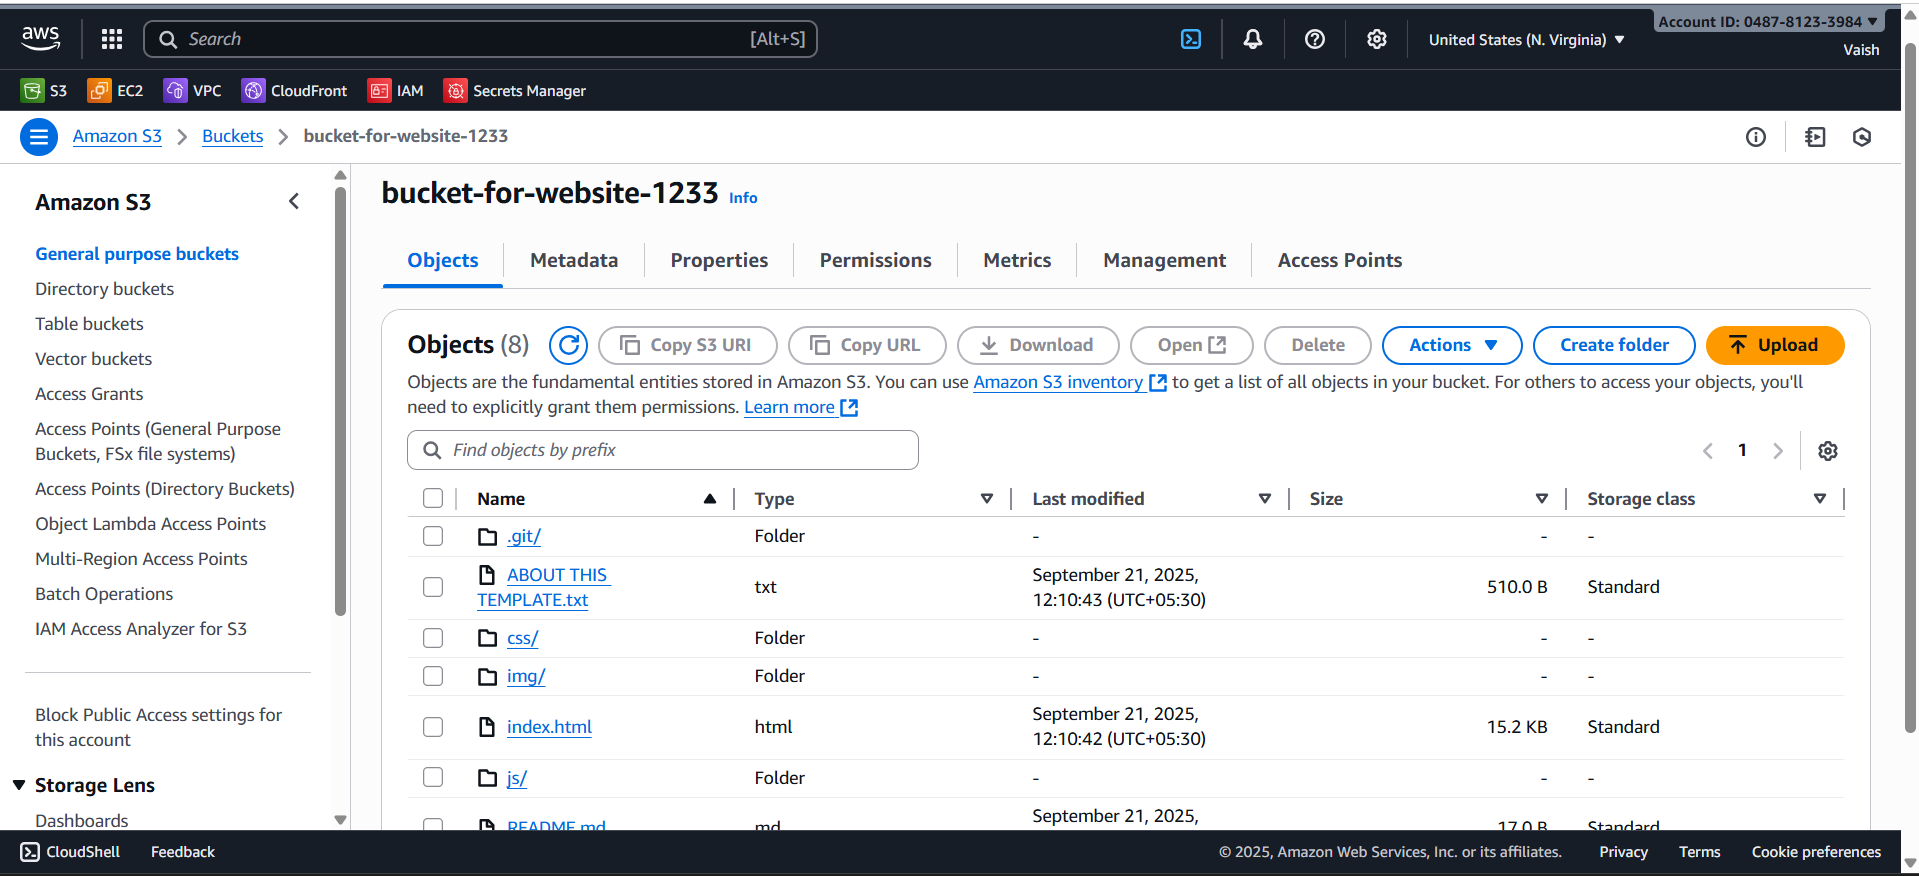 aws
Search [Alt+S]
United States (N. Virginia)
Account ID: 0487-8123-3984
Vaish
S3 EC2 VPC CloudFront IAM Secrets Manager
Amazon S3 Buckets bucket-for-website-1233
Amazon S3
General purpose buckets
Directory buckets
Table buckets
Vector buckets
Access Grants
Access Points (General Purpose
Buckets, FSx file systems)
Access Points (Directory Buckets)
Object Lambda Access Points
Multi-Region Access Points
Batch Operations
IAM Access Analyzer for S3
Block Public Access settings for
this account
Storage Lens
Dashboards
bucket-for-website-1233 Info
Objects Metadata Properties Permissions Metrics Management Access Points
Objects (8) Copy S3 URI Copy URL Download Open Delete Actions Create folder Upload
Objects are the fundamental entities stored in Amazon S3. You can use Amazon S3 inventory to get a list of all objects in your bucket. For others to access your objects, you'll
need to explicitly grant them permissions. Learn more
Find objects by prefix
1
Name Type Last modified Size Storage class
.git/ Folder - - -
ABOUT THIS
TEMPLATE.txt
txt
September 21, 2025,
12:10:43 (UTC+05:30)
510.0 B
Standard
css/ Folder - - -
img/ Folder - - -
index.html
html
September 21, 2025,
12:10:42 (UTC+05:30)
15.2 KB
Standard
js/ Folder - - -
README.md
md
September 21, 2025,
17.0 B
Standard
CloudShell Feedback
© 2025, Amazon Web Services, Inc. or its affiliates. Privacy Terms Cookie preferences